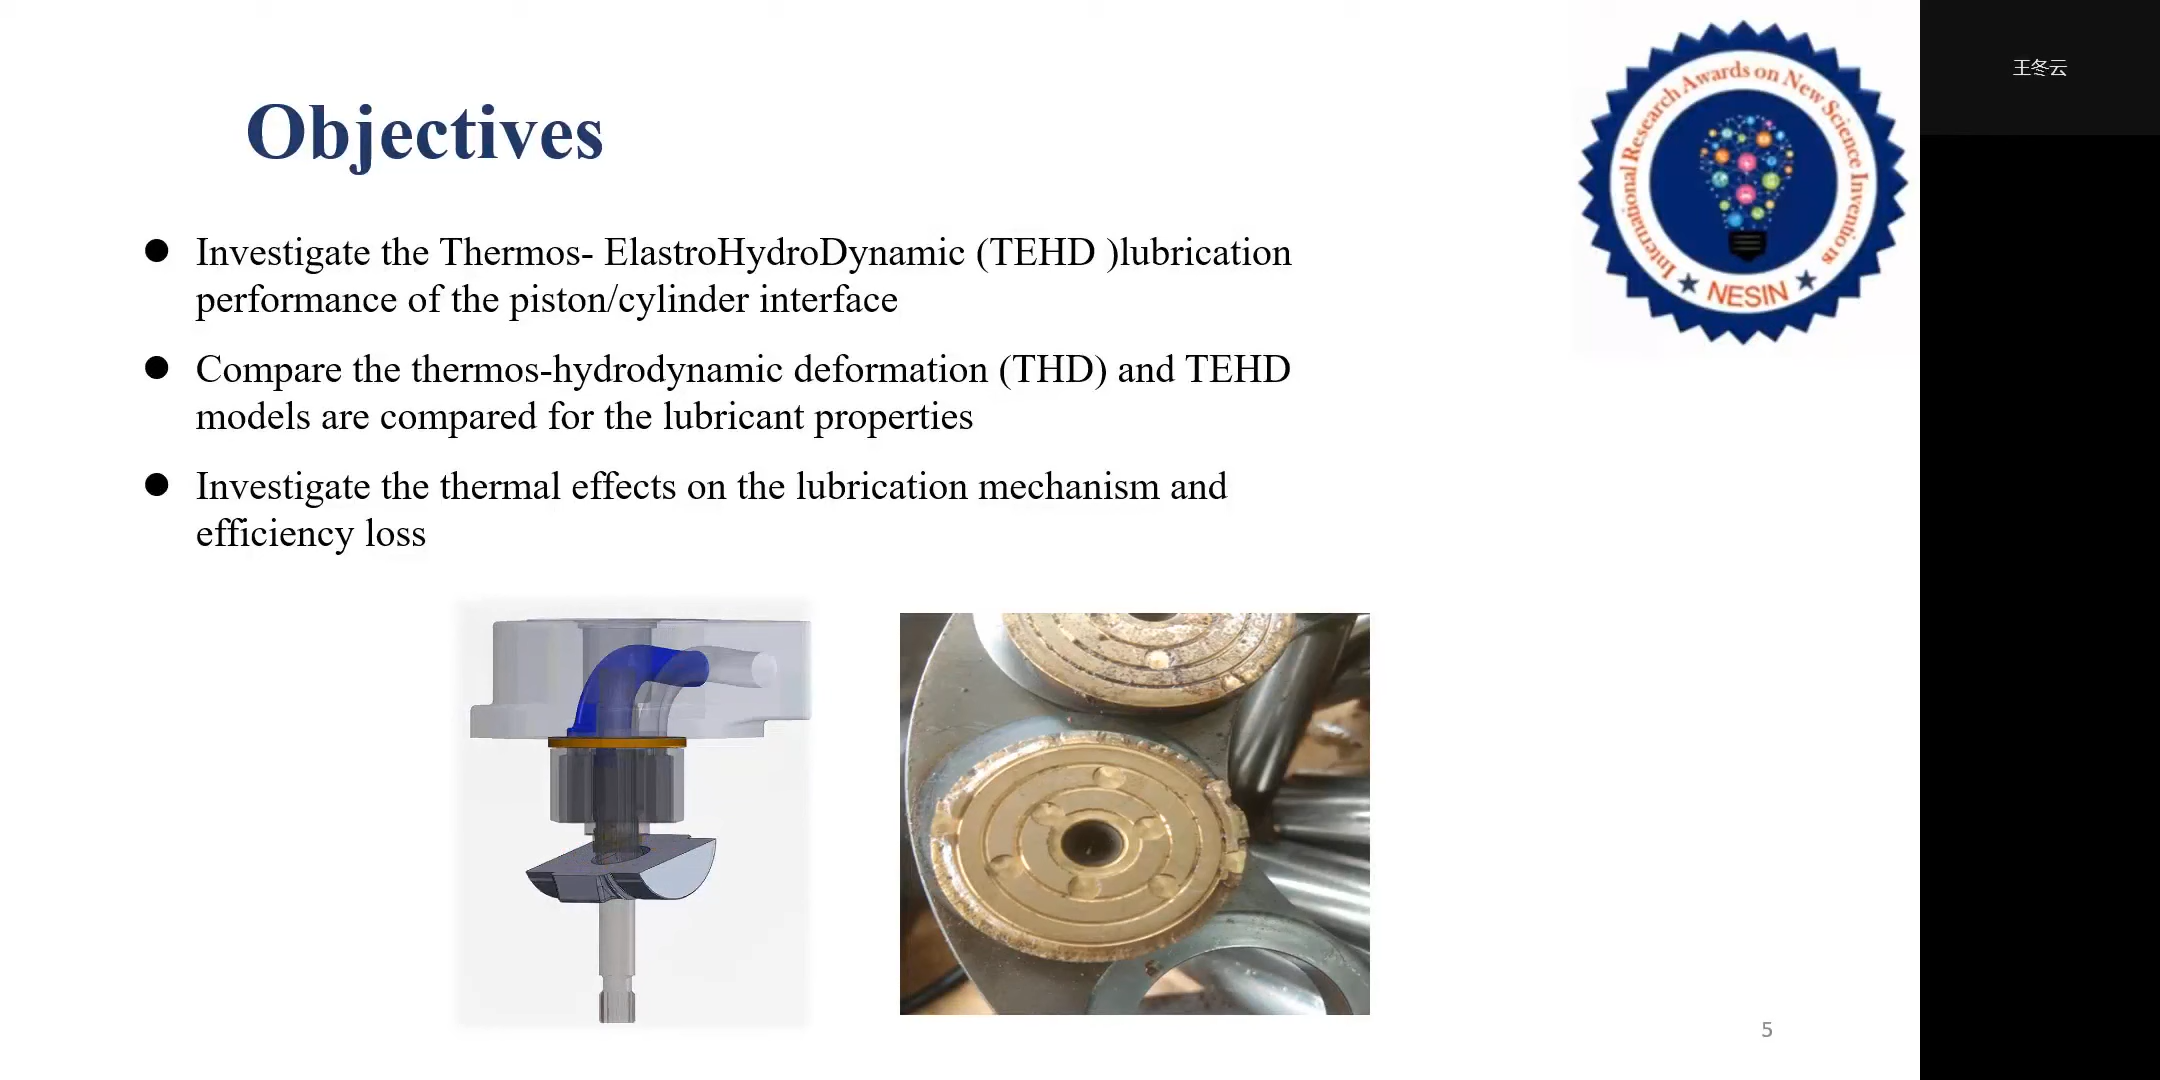 Objectives
International Research Awards on New Science Inventions
NESIN
Investigate the Thermos- ElastroHydroDynamic (TEHD )lubrication
performance of the piston/cylinder interface
Compare the thermos-hydrodynamic deformation (THD) and TEHD
models are compared for the lubricant properties
Investigate the thermal effects on the lubrication mechanism and
efficiency loss
5
王冬云